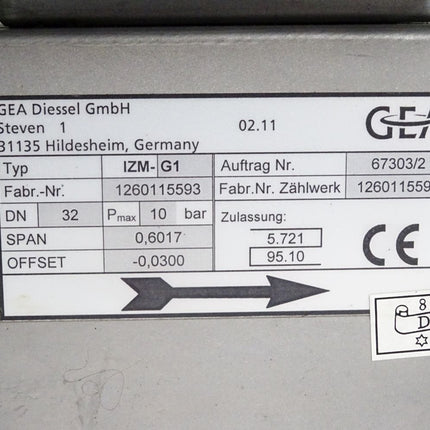 GEA Diessel GmbH
Steven 1 02.11 GEA
31135 Hildesheim, Germany
Typ IZM-G1 Auftrag Nr. 67303/2
Fabr.-Nr. 1260115593 Fabr.Nr. Zählwerk 126011559
DN 32 Pmax 10 bar Zulassung:
SPAN 0,6017 5.721 CE
OFFSET -0,0300 95.10
8
D